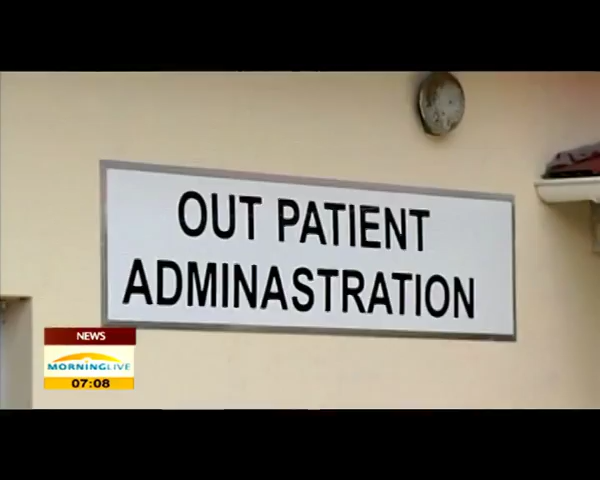 OUT PATIENT
ADMINASTRATION
NEWS
MORNINGLIVE
07:08